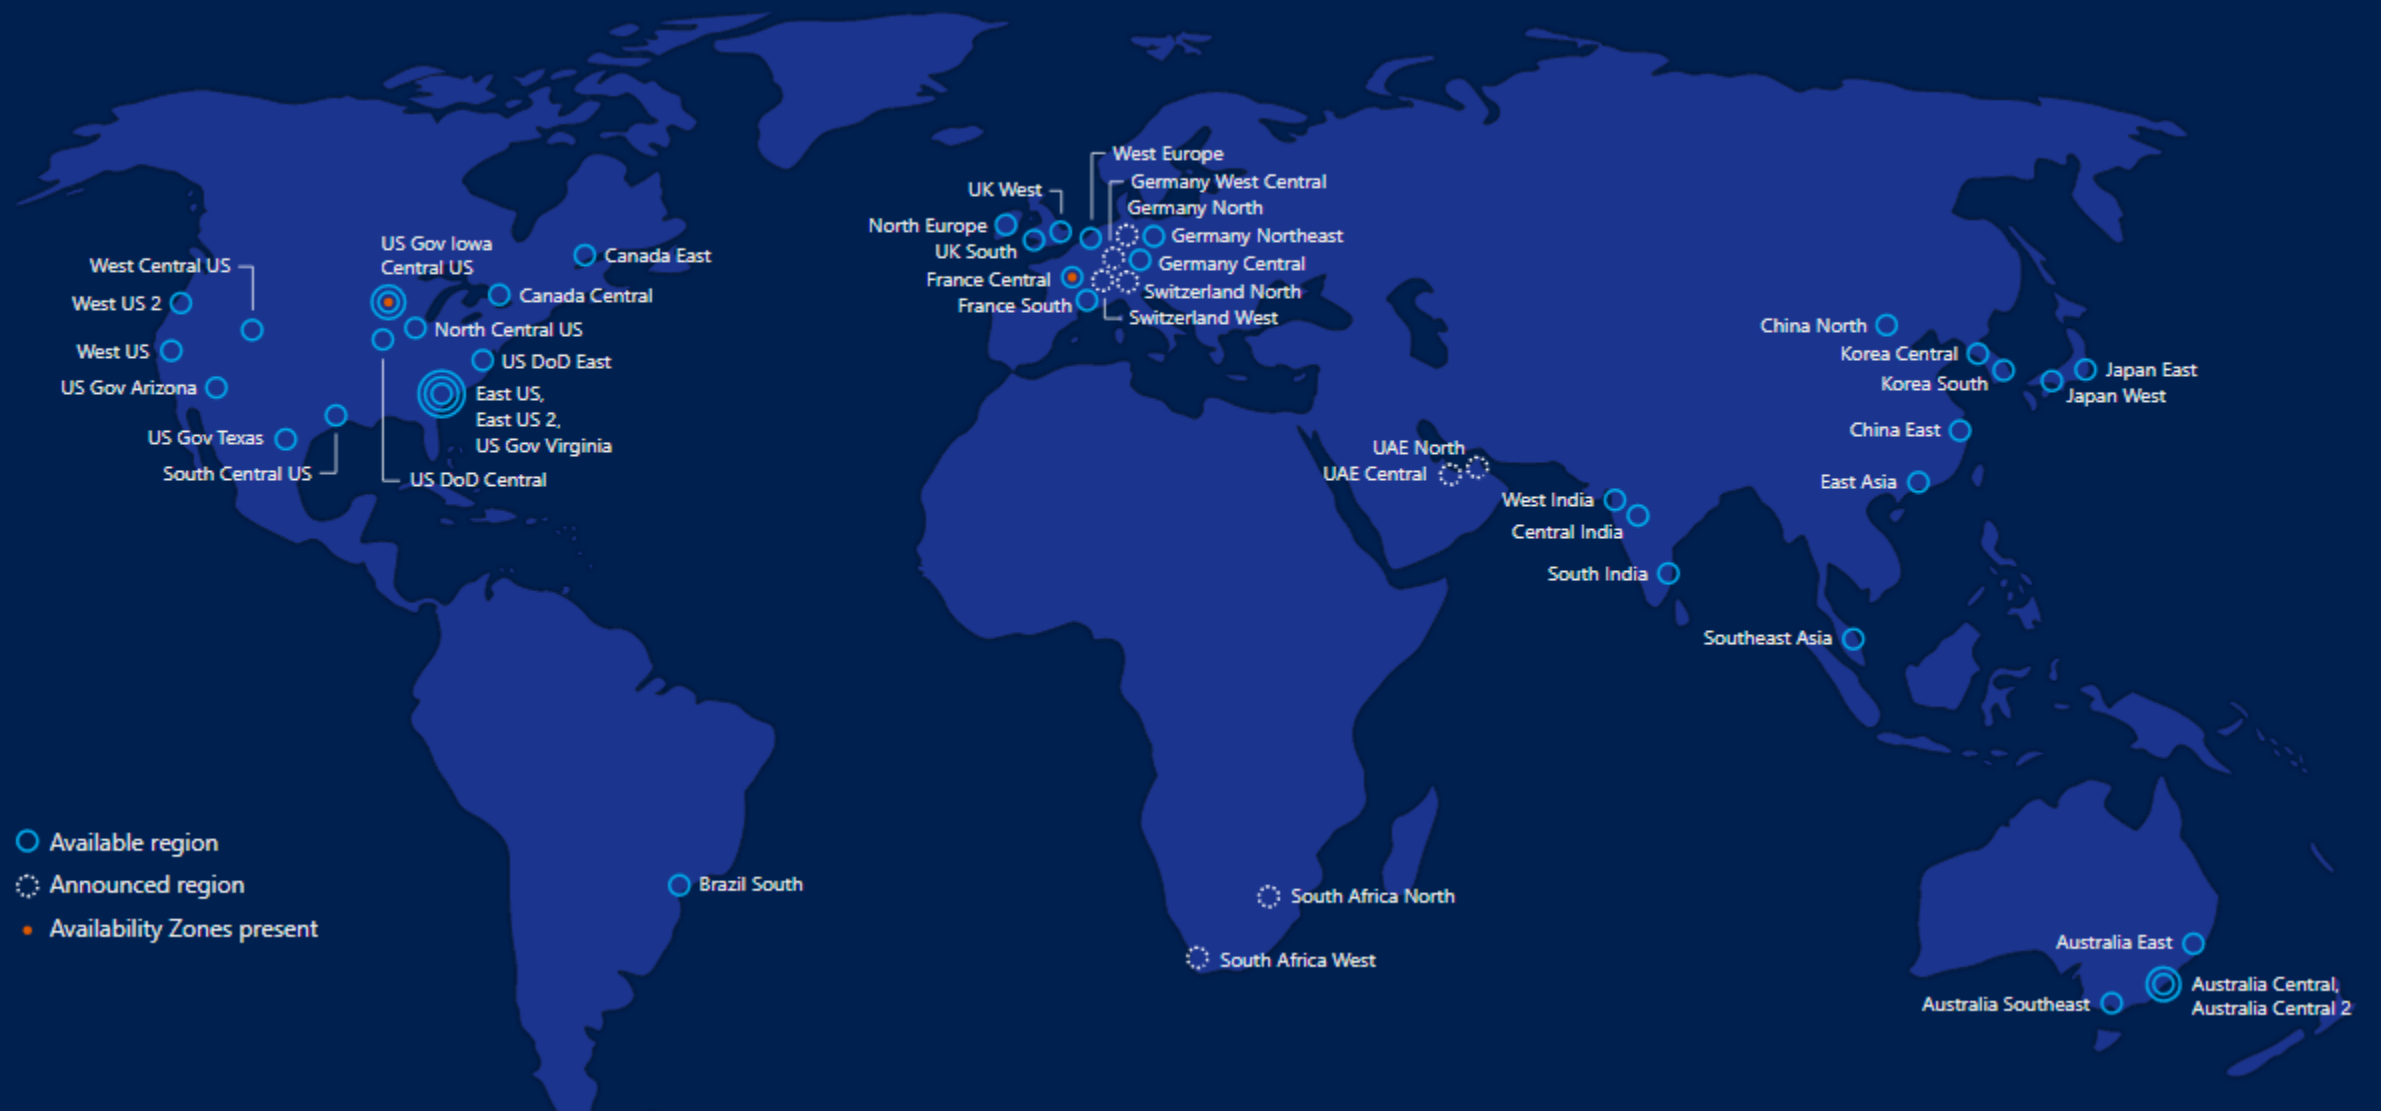 West Europe
Germany West Central
UK West
Germany North
North Europe
Germany Northeast
US Gov Iowa
UK South
Canada East
West Central US
Central US
Germany Central
France Central
Switzerland North
Canada Central
West US 2
France South
Switzerland West
North Central US
China North
West US
Korea Central
US DoD East
Japan East
Korea South
US Gov Arizona
East US,
Japan West
East US 2,
China East
US Gov Texas
US Gov Virginia
UAE North
South Central US
UAE Central
US DoD Central
East Asia
West India
Central India
South India
Southeast Asia
Available region
Announced region
Brazil South
South Africa North
Availability Zones present
Australia East
South Africa West
Australia Central,
Australia Southeast
Australia Central 2